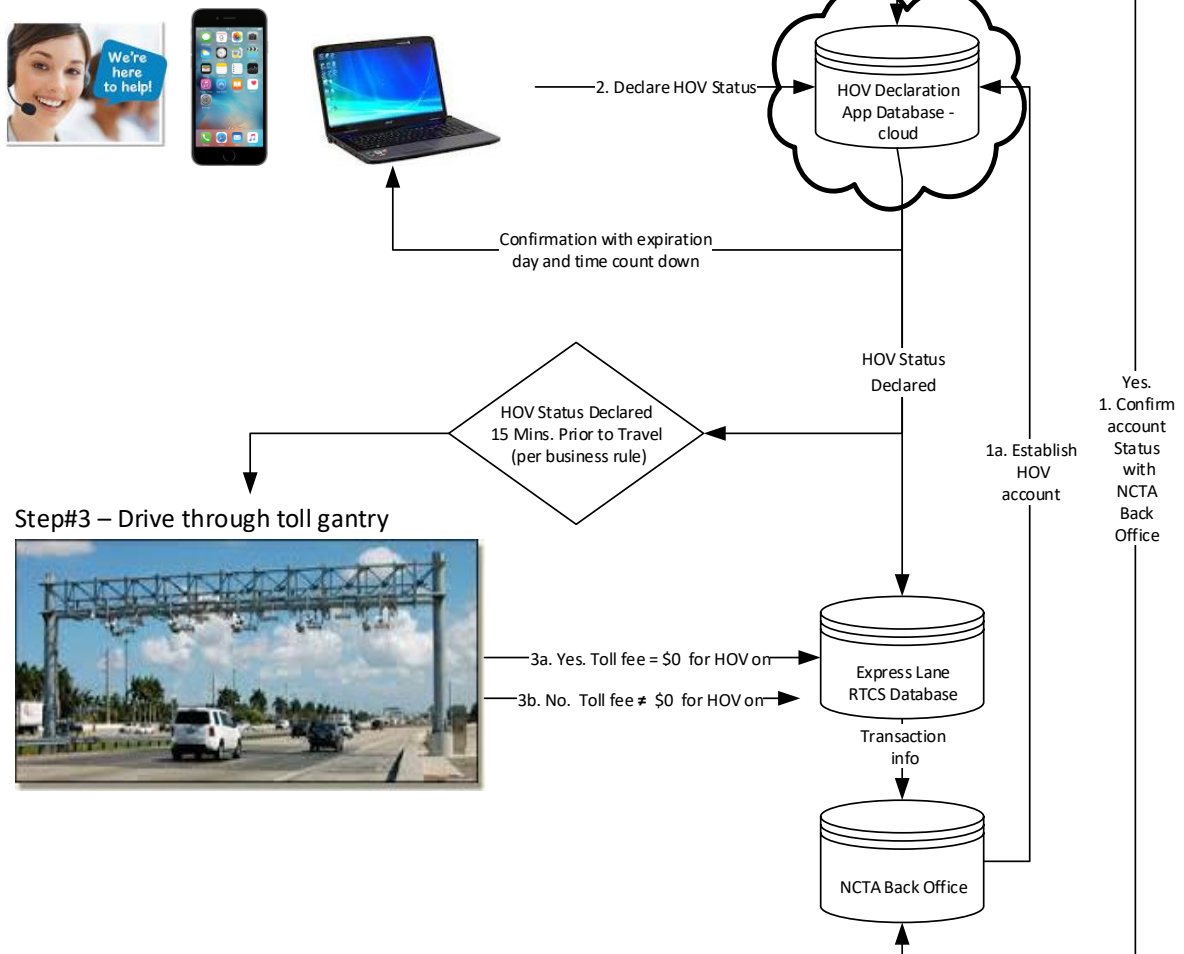 We're
here
to help!
2. Declare HOV Status
HOV Declaration
App Database -
cloud
Confirmation with expiration
day and time count down
HOV Status
Declared
HOV Status Declared
15 Mins. Prior to Travel
(per business rule)
1a. Establish
HOV
account
Yes.
1. Confirm
account
Status
with
NCTA
Back
Office
Step#3 – Drive through toll gantry
3a. Yes. Toll fee = $0 for HOV on
3b. No. Toll fee ≠ $0 for HOV on
Express Lane
RTCS Database
Transaction
info
NCTA Back Office